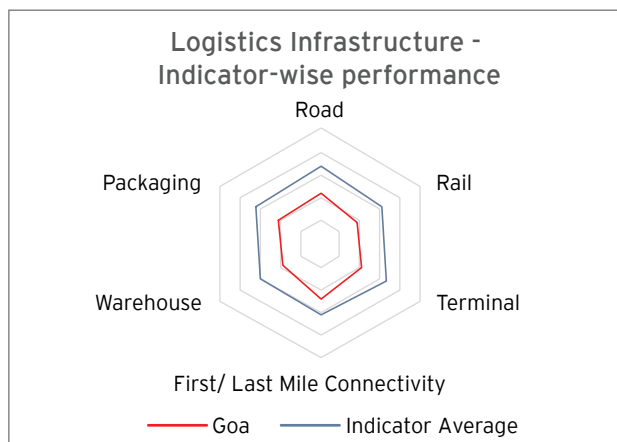 Logistics Infrastructure -
Indicator-wise performance
Road
Packaging
Rail
Warehouse
Terminal
First/ Last Mile Connectivity
Goa
Indicator Average